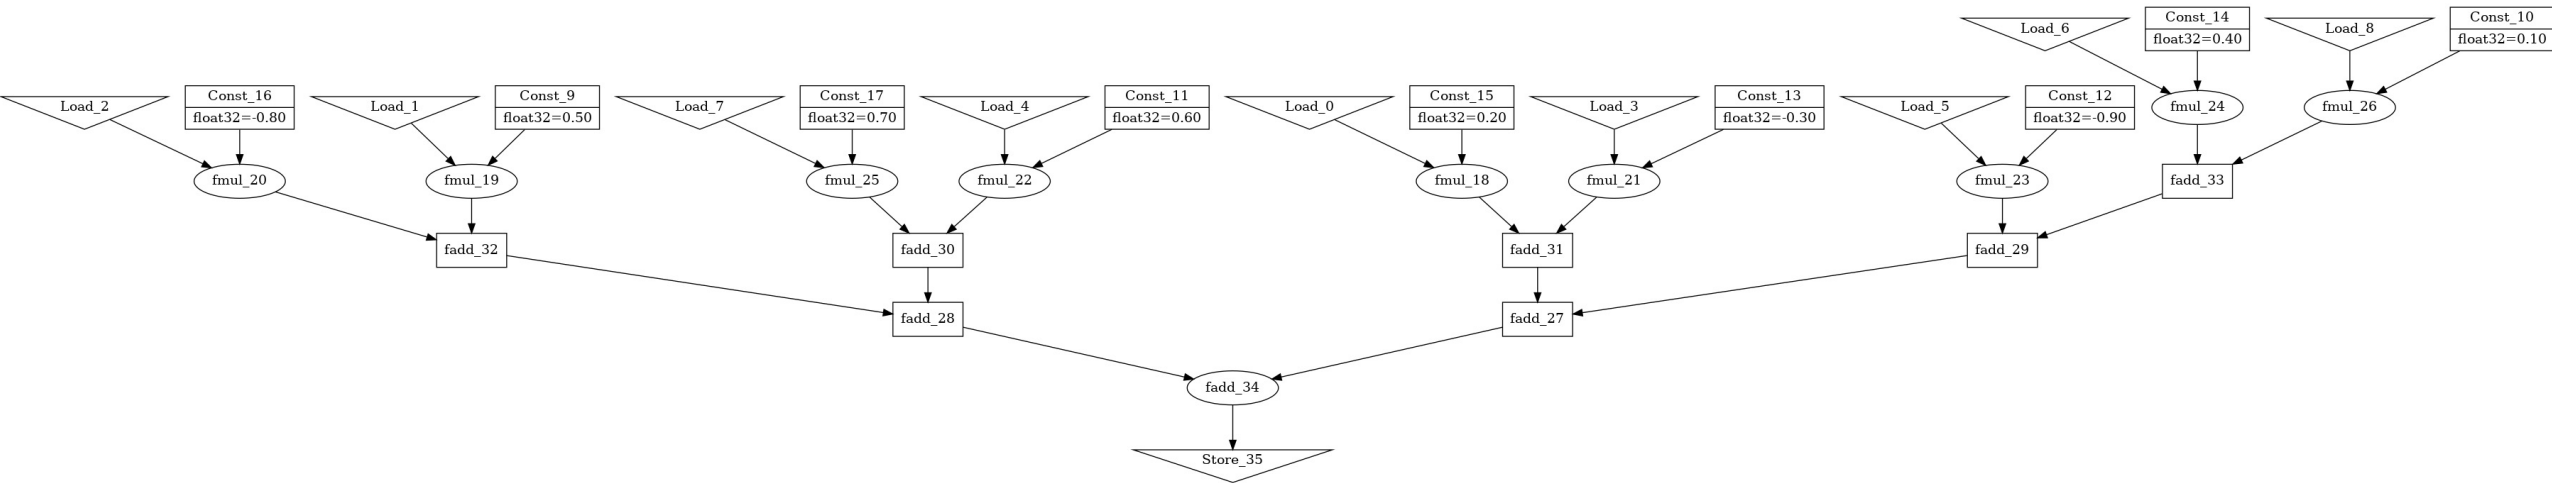 Load_6
Const_14
Load_8
Const_10
float32=0.40
float32=0.10
Load_2
Const_16
Load_1
Const_9
Load_7
Const_17
Load_4
Const_11
Load_0
Const_15
Load_3
Const_13
Load_5
Const_12
fmul_24
fmul_26
float32=-0.80
float32=0.50
float32=0.70
float32=0.60
float32=0.20
float32=-0.30
float32=-0.90
fmul_20
fmul_19
fmul_25
fmul_22
fmul_18
fmul_21
fmul_23
fadd_33
fadd_32
fadd_30
fadd_31
fadd_29
fadd_28
fadd_27
fadd_34
Store_35